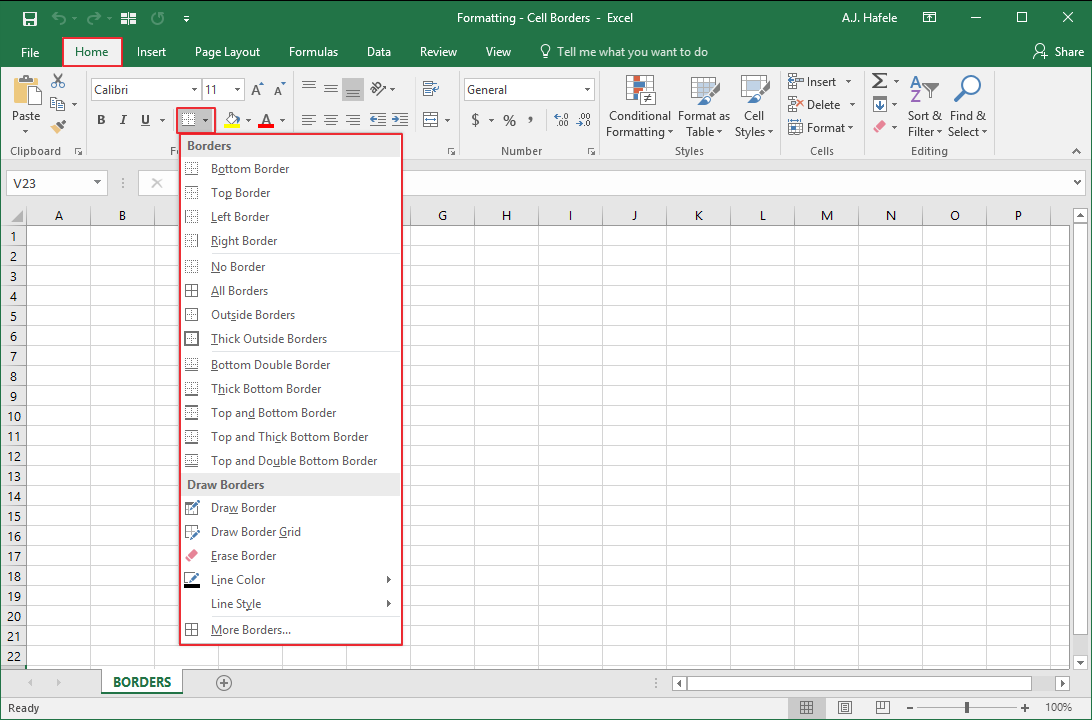 Formatting - Cell Borders - Excel
A.J. Hafele
File Home Insert Page Layout Formulas Data Review View Tell me what you want to do Share
Calibri 11 A A General
Paste B I U A $ % , .00 .0 Conditional Formatting Format as Table Cell Styles Insert Delete Format Sort & Filter Find & Select
Clipboard Number Styles Cells Editing
V23
A B G H I J K L M N O P
Borders
Bottom Border
Top Border
Left Border
Right Border
No Border
All Borders
Outside Borders
Thick Outside Borders
Bottom Double Border
Thick Bottom Border
Top and Bottom Border
Top and Thick Bottom Border
Top and Double Bottom Border
Draw Borders
Draw Border
Draw Border Grid
Erase Border
Line Color
Line Style
More Borders...
1
2
3
4
5
6
7
8
9
10
11
12
13
14
15
16
17
18
19
20
21
22
BORDERS
Ready
100%